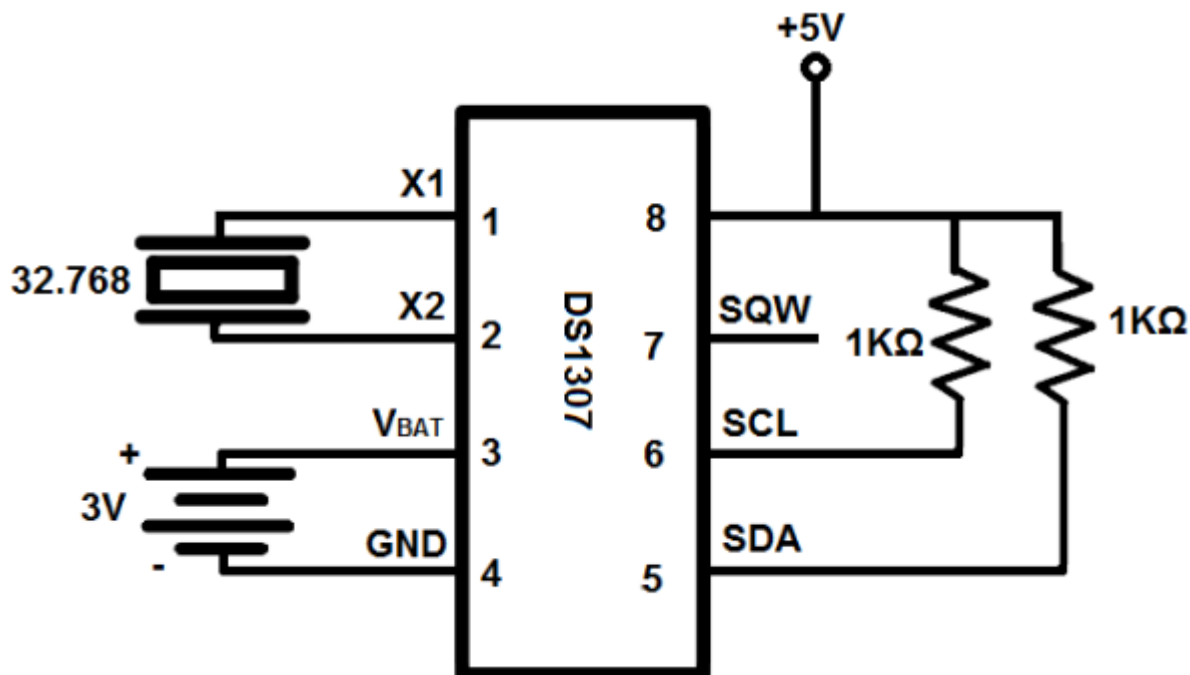 +5V
X1
1
8
32.768
X2
2
SQW
7
1KΩ
1KΩ
DS1307
VBAT
3
SCL
6
+
3V
-
GND
4
SDA
5